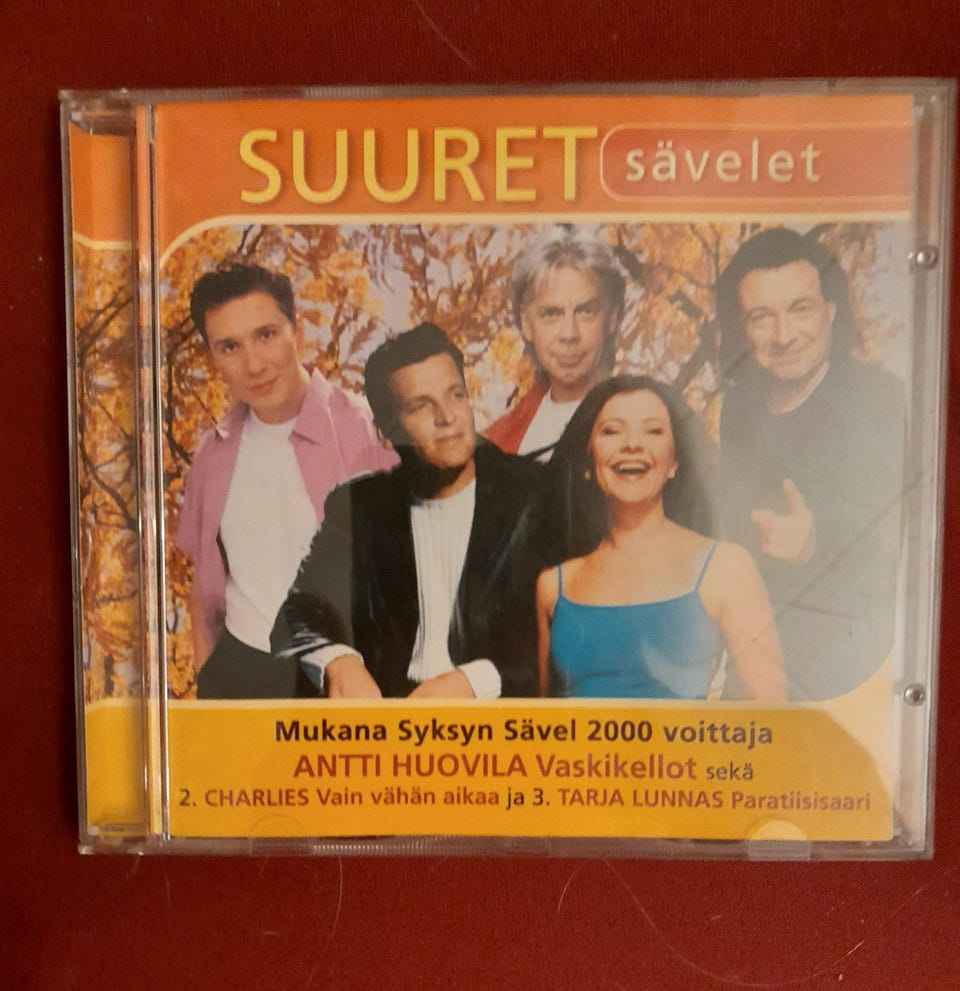 SUURET sävelet
Mukana Syksyn Sävel 2000 voittaja
ANTTI HUOVILA Vaskikellot sekä
2. CHARLIES Vain vähän aikaa ja 3. TARJA LUNNAS Paratiisisaari